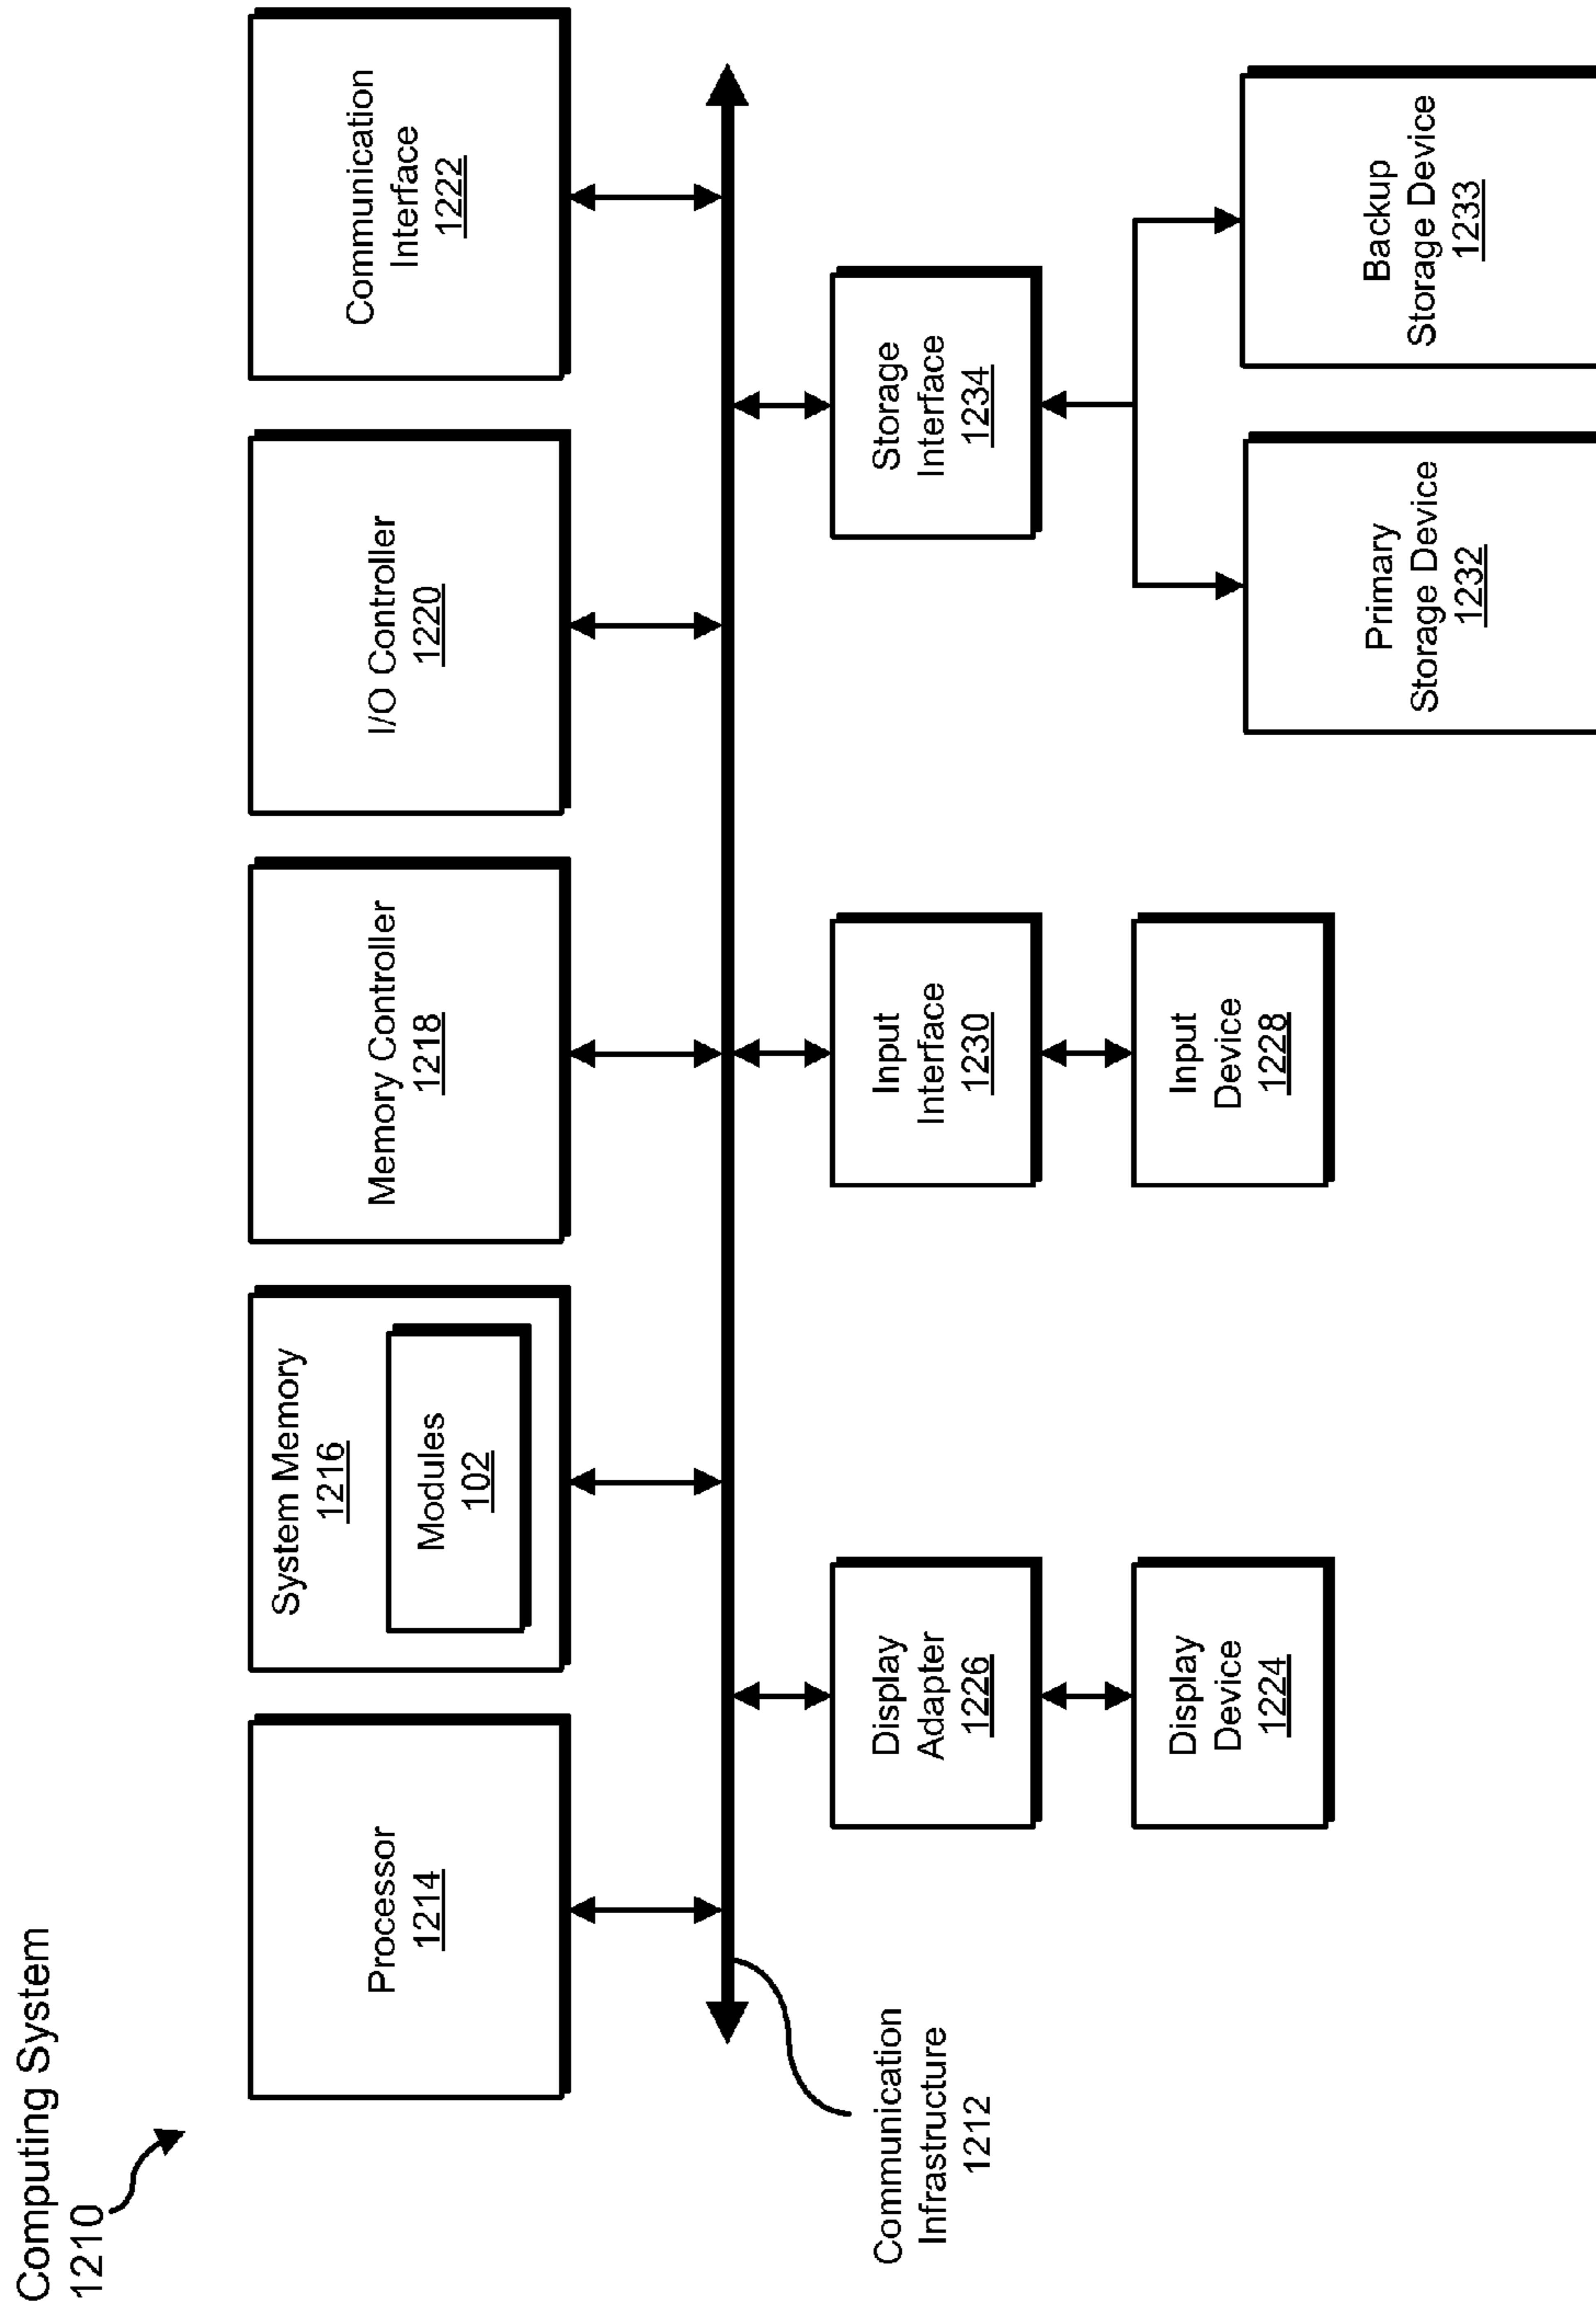 Computing System
1210
Processor
1214
System Memory
1216
Modules
102
Memory Controller
1218
I/O Controller
1220
Communication
Interface
1222
Communication
Infrastructure
1212
Display
Adapter
1226
Input
Interface
1230
Storage
Interface
1234
Display
Device
1224
Input
Device
1228
Primary
Storage Device
1232
Backup
Storage Device
1233